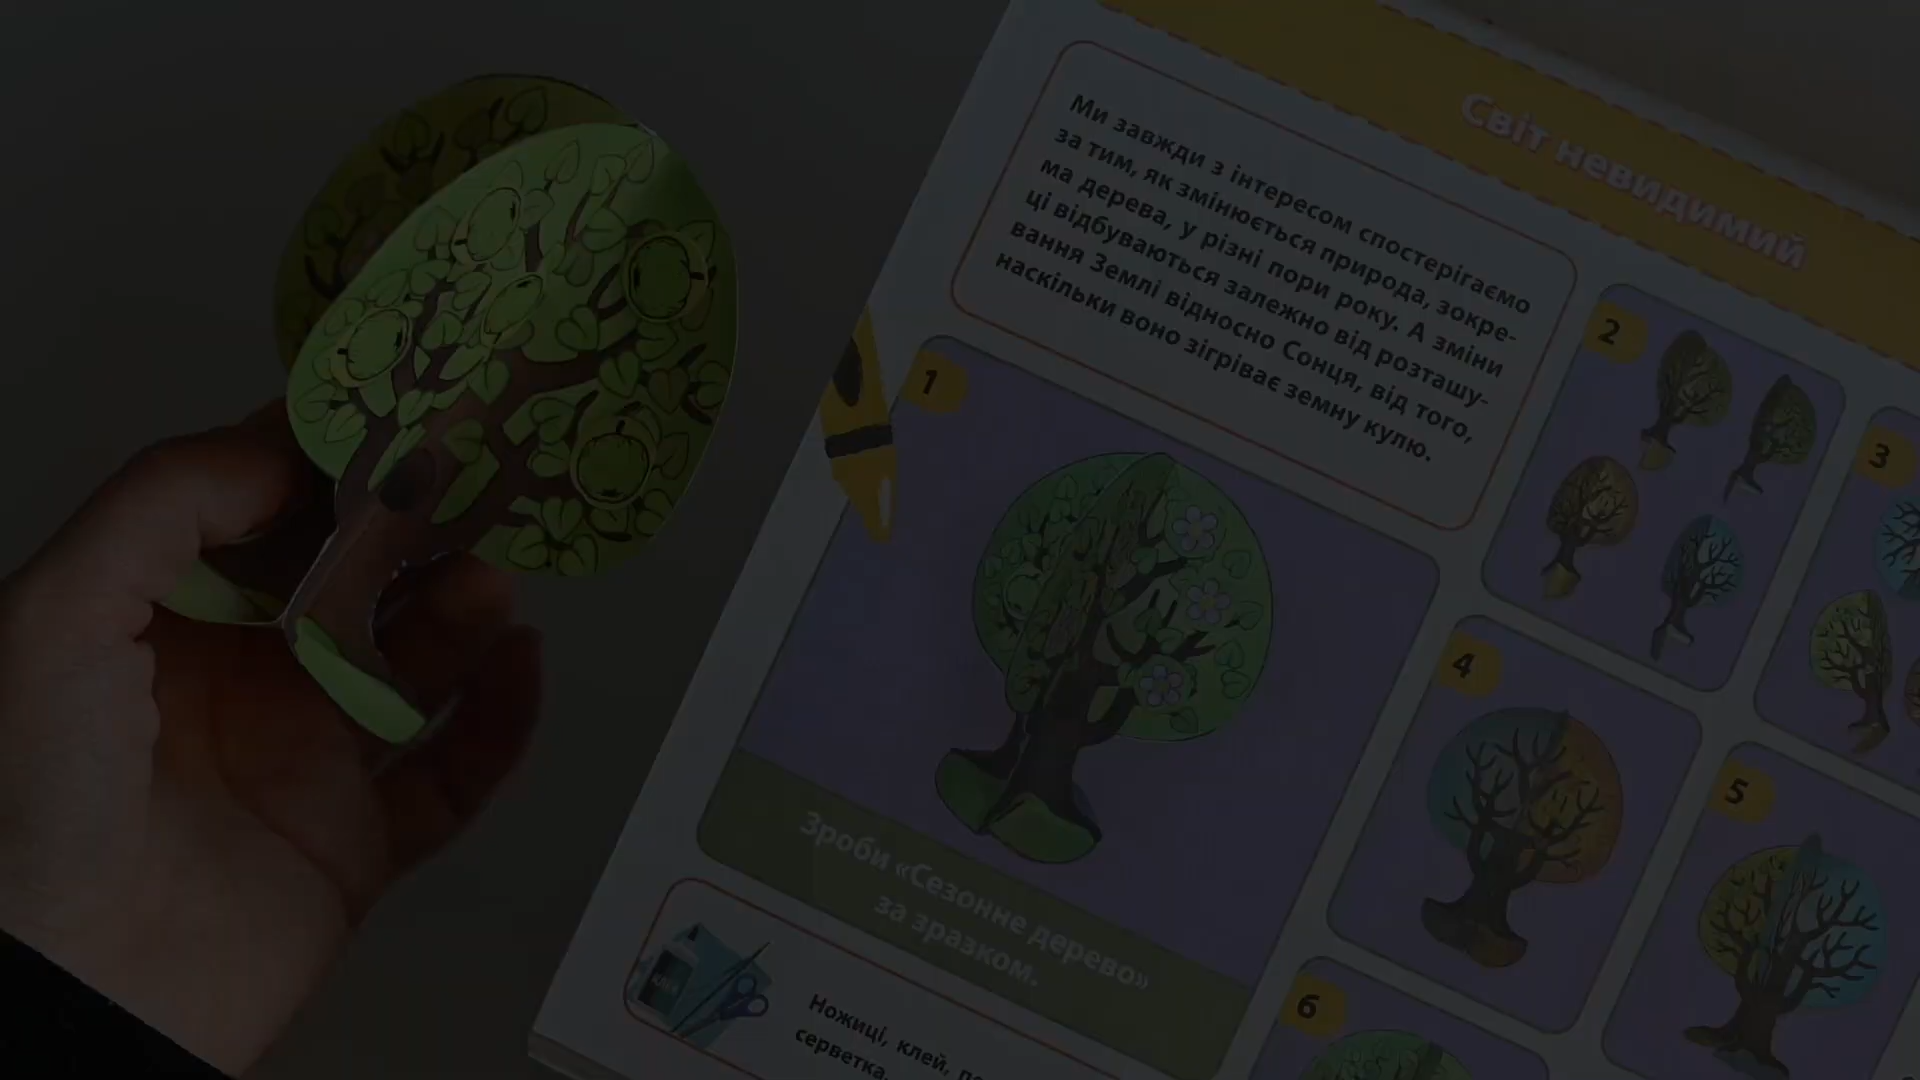 Світ невидимий
Ми завжди з інтересом спостерігаємо
за тим, як змінюється природа, зокре-
ма дерева, у різні пори року. А зміни
ці відбуваються залежно від розташу-
вання Землі відносно Сонця, від того,
наскільки воно зігріває земну кулю.
1
2
3
4
5
6
Зроби «Сезонне дерево»
за зразком.
Ножиці, клей,
серветка.